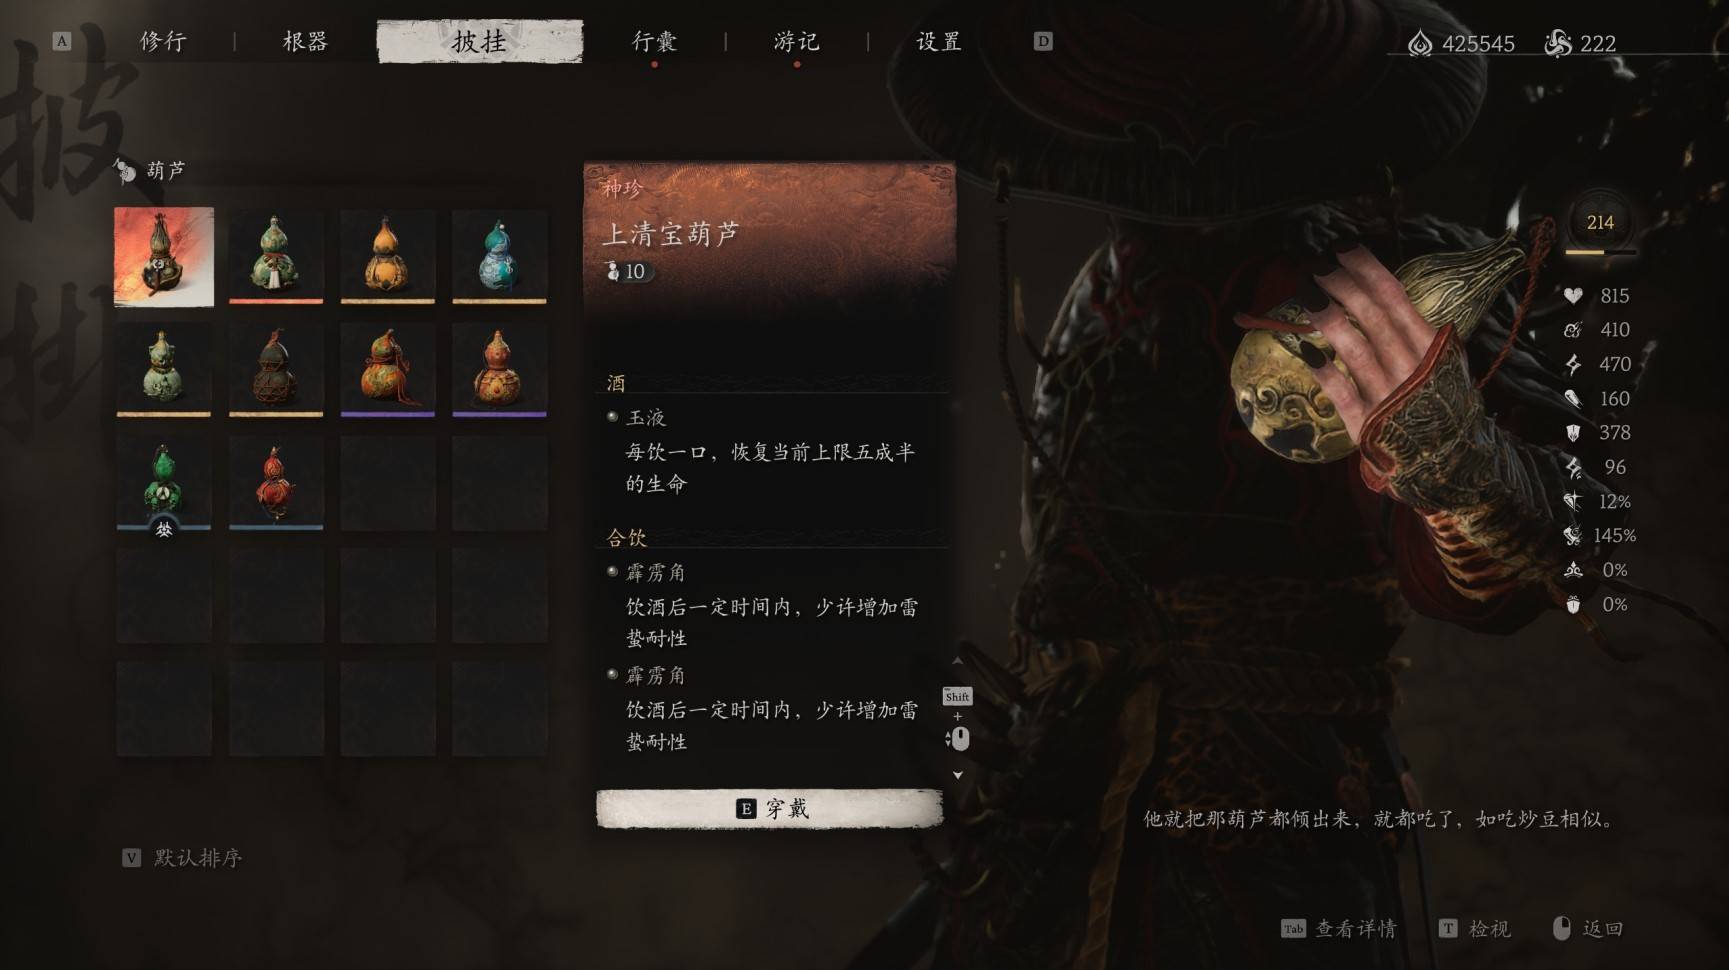 A 修行 | 根器 披挂 行囊 | 游记 | 设置 D
425545 222
披挂
葫芦
神珍
上清宝葫芦
10
酒
玉液
每饮一口，恢复当前上限五成半
的生命
合饮
霹雳角
饮酒后一定时间内，少许增加雷
蛰耐性
霹雳角
饮酒后一定时间内，少许增加雷
蛰耐性
Shift
+
E 穿戴
V 默认排序
214
815
410
470
160
378
96
12%
145%
0%
0%
他就把那葫芦都倾出来，就都吃了，如吃炒豆相似。
Tab 查看详情 T 检视 返回